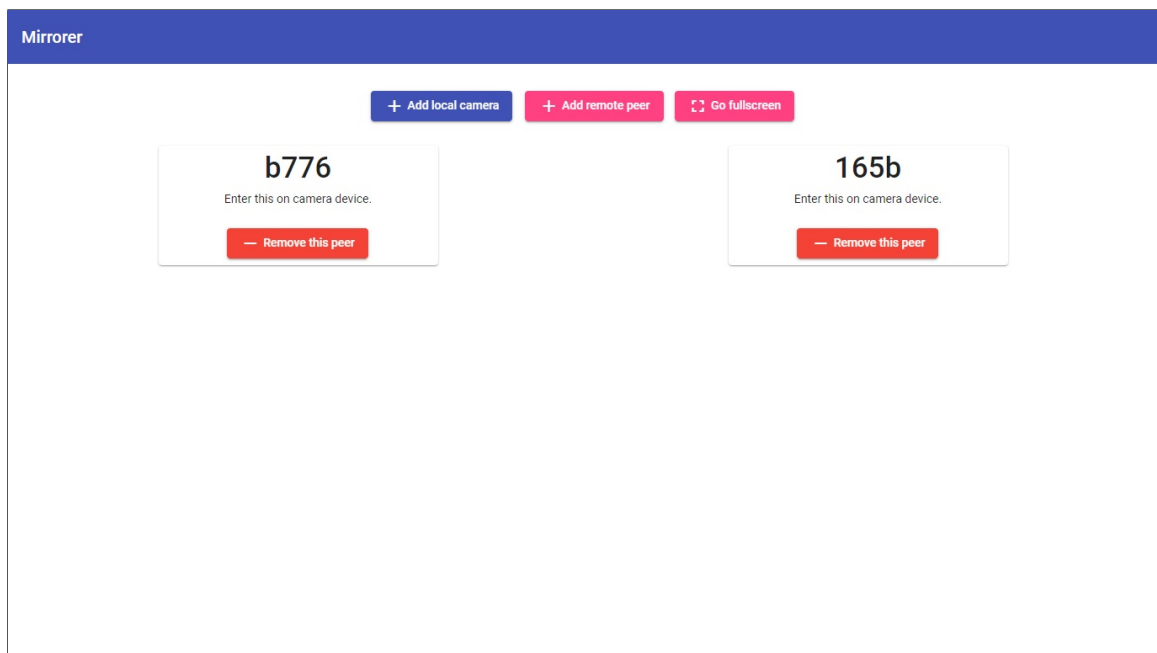 Mirrorer
Add local camera
Add remote peer
Go fullscreen
b776
Enter this on camera device.
Remove this peer
165b
Enter this on camera device.
Remove this peer